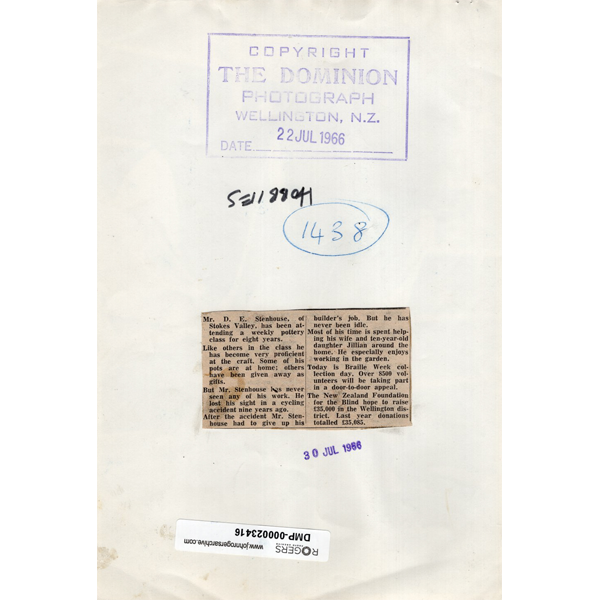 COPYRIGHT
THE DOMINION
PHOTOGRAPH
WELLINGTON, N.Z.
22 JUL 1966
DATE
HOBBIES
1438
Mr. D. E. Stenhouse, of
Stokes Valley, has been at-
tending a weekly pottery
class for eight years.
Like others in the class he
has become very proficient
at the craft. Some of his
pots are at home; others
have been given away as
gifts.
But Mr. Stenhouse has never
seen any of his work. He
lost his sight in a cycling
accident nine years ago.
After the accident Mr. Sten-
house had to give up his
builder's job. But he has
never been idle.
Most of his time is spent help-
ing his wife and ten-year-old
daughter Jillian around the
home. He especially enjoys
working in the garden.
Today is Braille Week col-
lection day. Over 8500 vol-
unteers will be taking part
in a door-to-door appeal.
The New Zealand Foundation
for the Blind hope to raise
£35,000 in the Wellington dis-
trict. Last year donations
totalled £35,085.
30 JUL 1966
ROGERS
www.johnrogersarchive.com
DMP-000023416